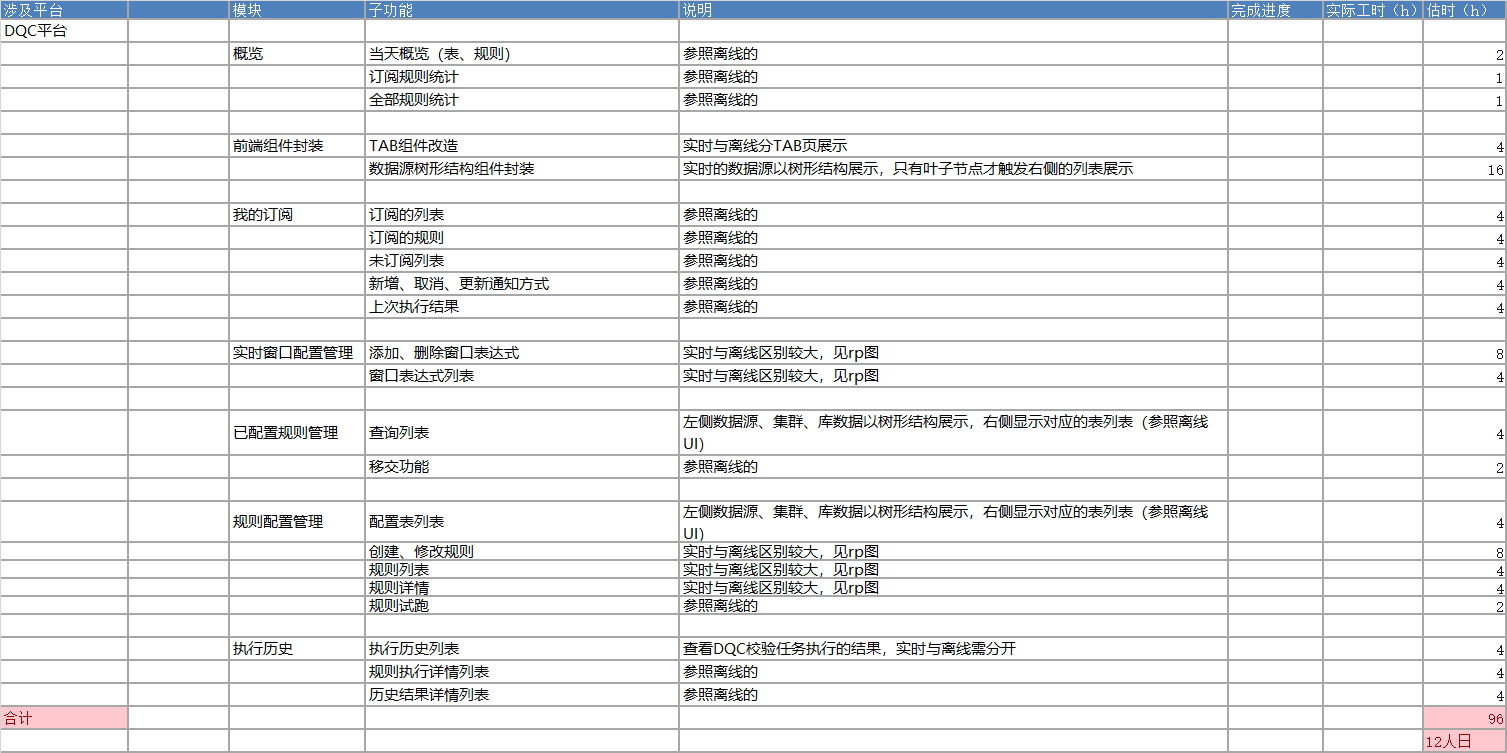 涉及平台 模块 子功能 说明 完成进度 实际工时（h） 估时（h）
DQC平台
概览 当天概览（表、规则） 参照离线的 2
订阅规则统计 参照离线的 1
全部规则统计 参照离线的 1
前端组件封装 TAB组件改造 实时与离线分TAB页展示 4
数据源树形结构组件封装 实时的数据源以树形结构展示，只有叶子节点才触发右侧的列表展示 16
我的订阅 订阅的列表 参照离线的 4
订阅的规则 参照离线的 4
未订阅列表 参照离线的 4
新增、取消、更新通知方式 参照离线的 4
上次执行结果 参照离线的 4
实时窗口配置管理 添加、删除窗口表达式 实时与离线区别较大，见rp图 8
窗口表达式列表 实时与离线区别较大，见rp图 4
已配置规则管理 查询列表 左侧数据源、集群、库数据以树形结构展示，右侧显示对应的表列表（参照离线
UI） 4
移交功能 参照离线的 2
规则配置管理 配置表列表 左侧数据源、集群、库数据以树形结构展示，右侧显示对应的表列表（参照离线
UI） 4
创建、修改规则 实时与离线区别较大，见rp图 8
规则列表 实时与离线区别较大，见rp图 4
规则详情 实时与离线区别较大，见rp图 4
规则试跑 参照离线的 2
执行历史 执行历史列表 查看DQC校验任务执行的结果，实时与离线需分开 4
规则执行详情列表 参照离线的 4
历史结果详情列表 参照离线的 4
合计 96
12人日